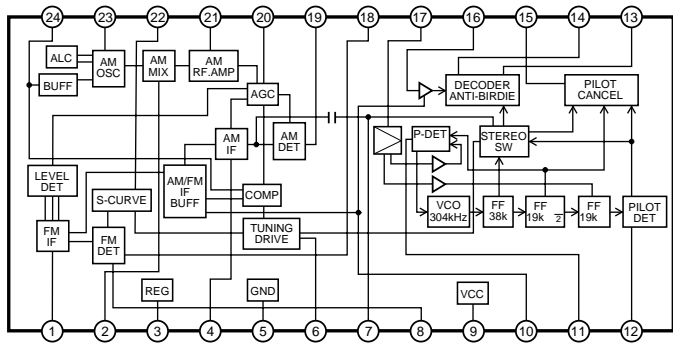 24 23 22 21 20 19 18 17 16 15 14 13
ALC
AM
OSC
AM
MIX
AM
RF.AMP
BUFF
AGC
DECODER
ANTI-BIRDIE
PILOT
CANCEL
AM
IF
AM
DET
P-DET
STEREO
SW
LEVEL
DET
AM/FM
IF
BUFF
S-CURVE
COMP
VCO
304kHz
FF
38k
FF
19k π/2
FF
19k
PILOT
DET
FM
IF
FM
DET
TUNING
DRIVE
REG
GND
VCC
1 2 3 4 5 6 7 8 9 10 11 12